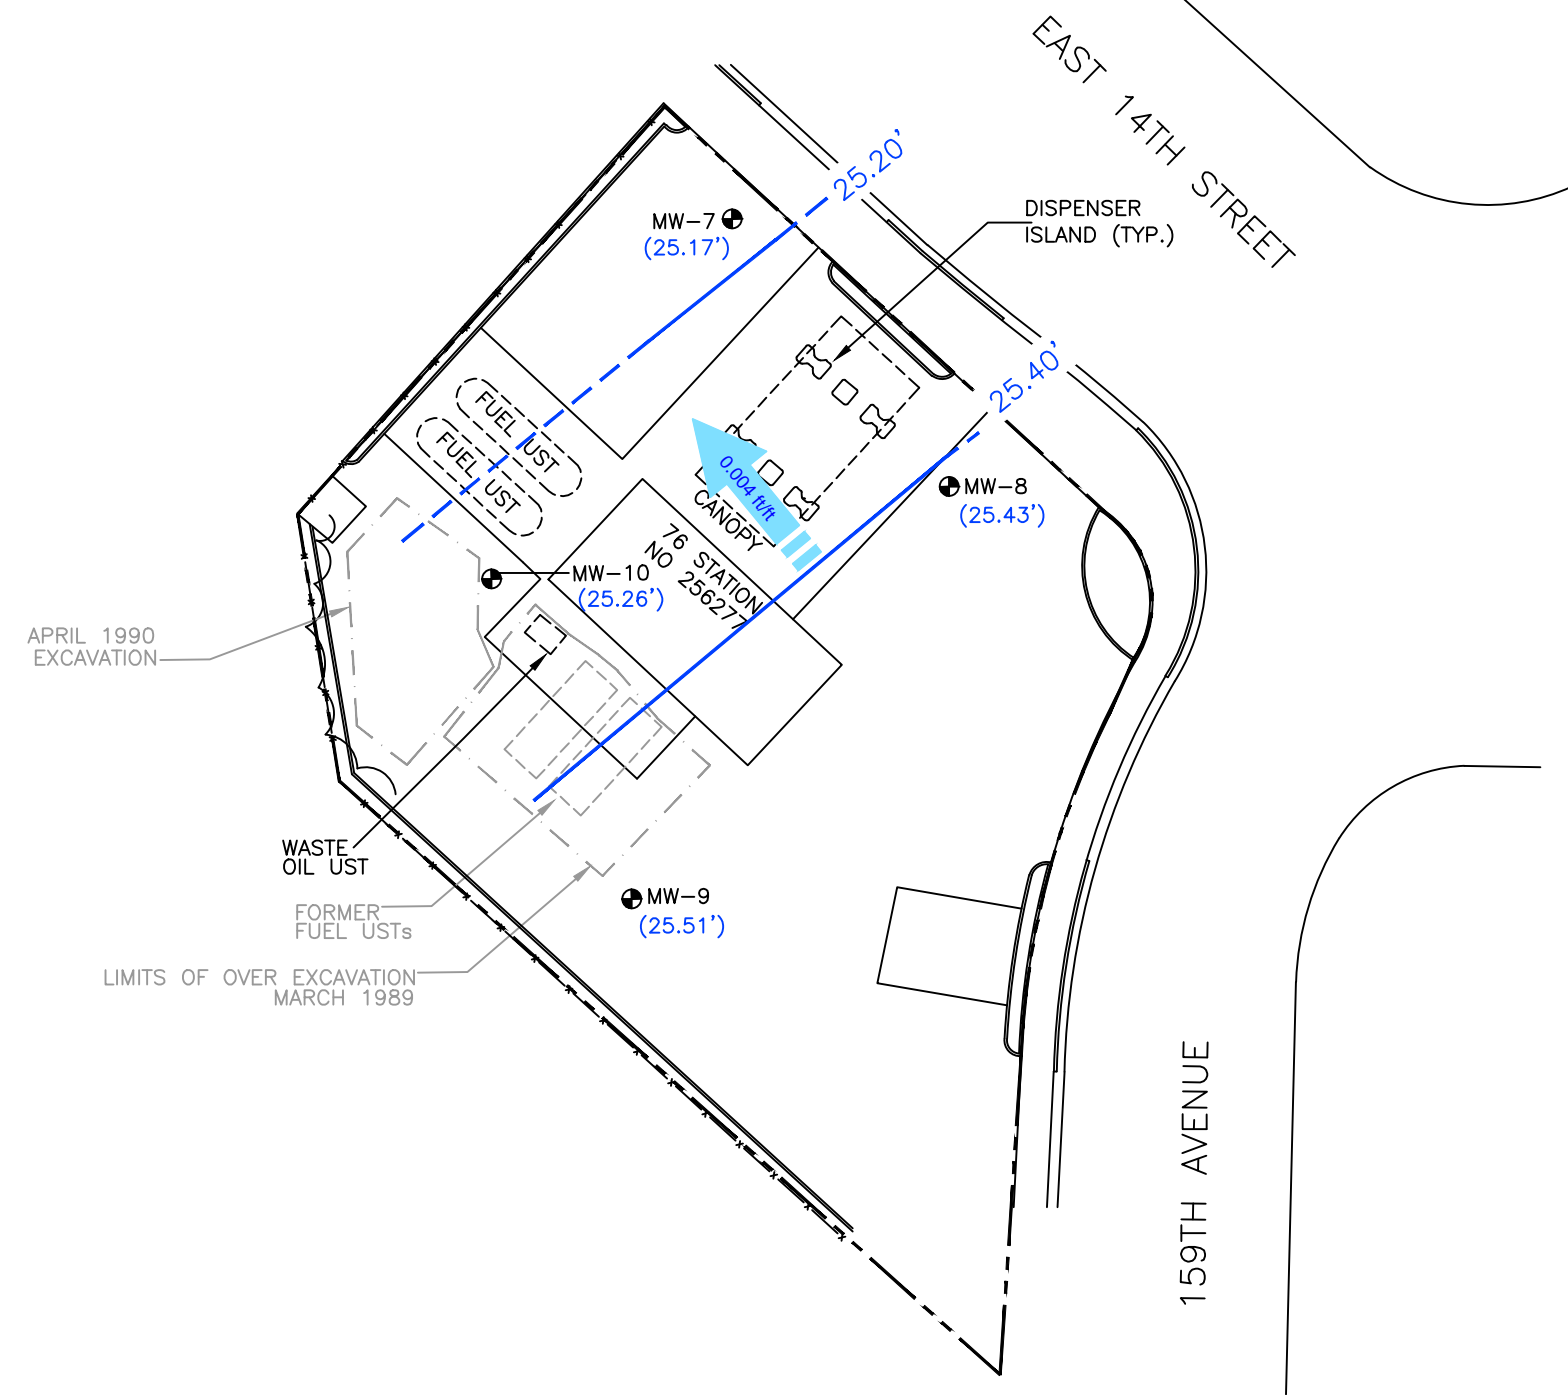 EAST 14TH STREET
25.20'
DISPENSER
ISLAND (TYP.)
MW-7
(25.17')
25.40'
FUEL UST
FUEL UST
0.004 ft/ft
CANOPY
MW-8
(25.43')
76 STATION
NO 256277
MW-10
(25.26')
APRIL 1990
EXCAVATION
WASTE
OIL UST
MW-9
(25.51')
FORMER
FUEL USTs
LIMITS OF OVER EXCAVATION
MARCH 1989
159TH AVENUE